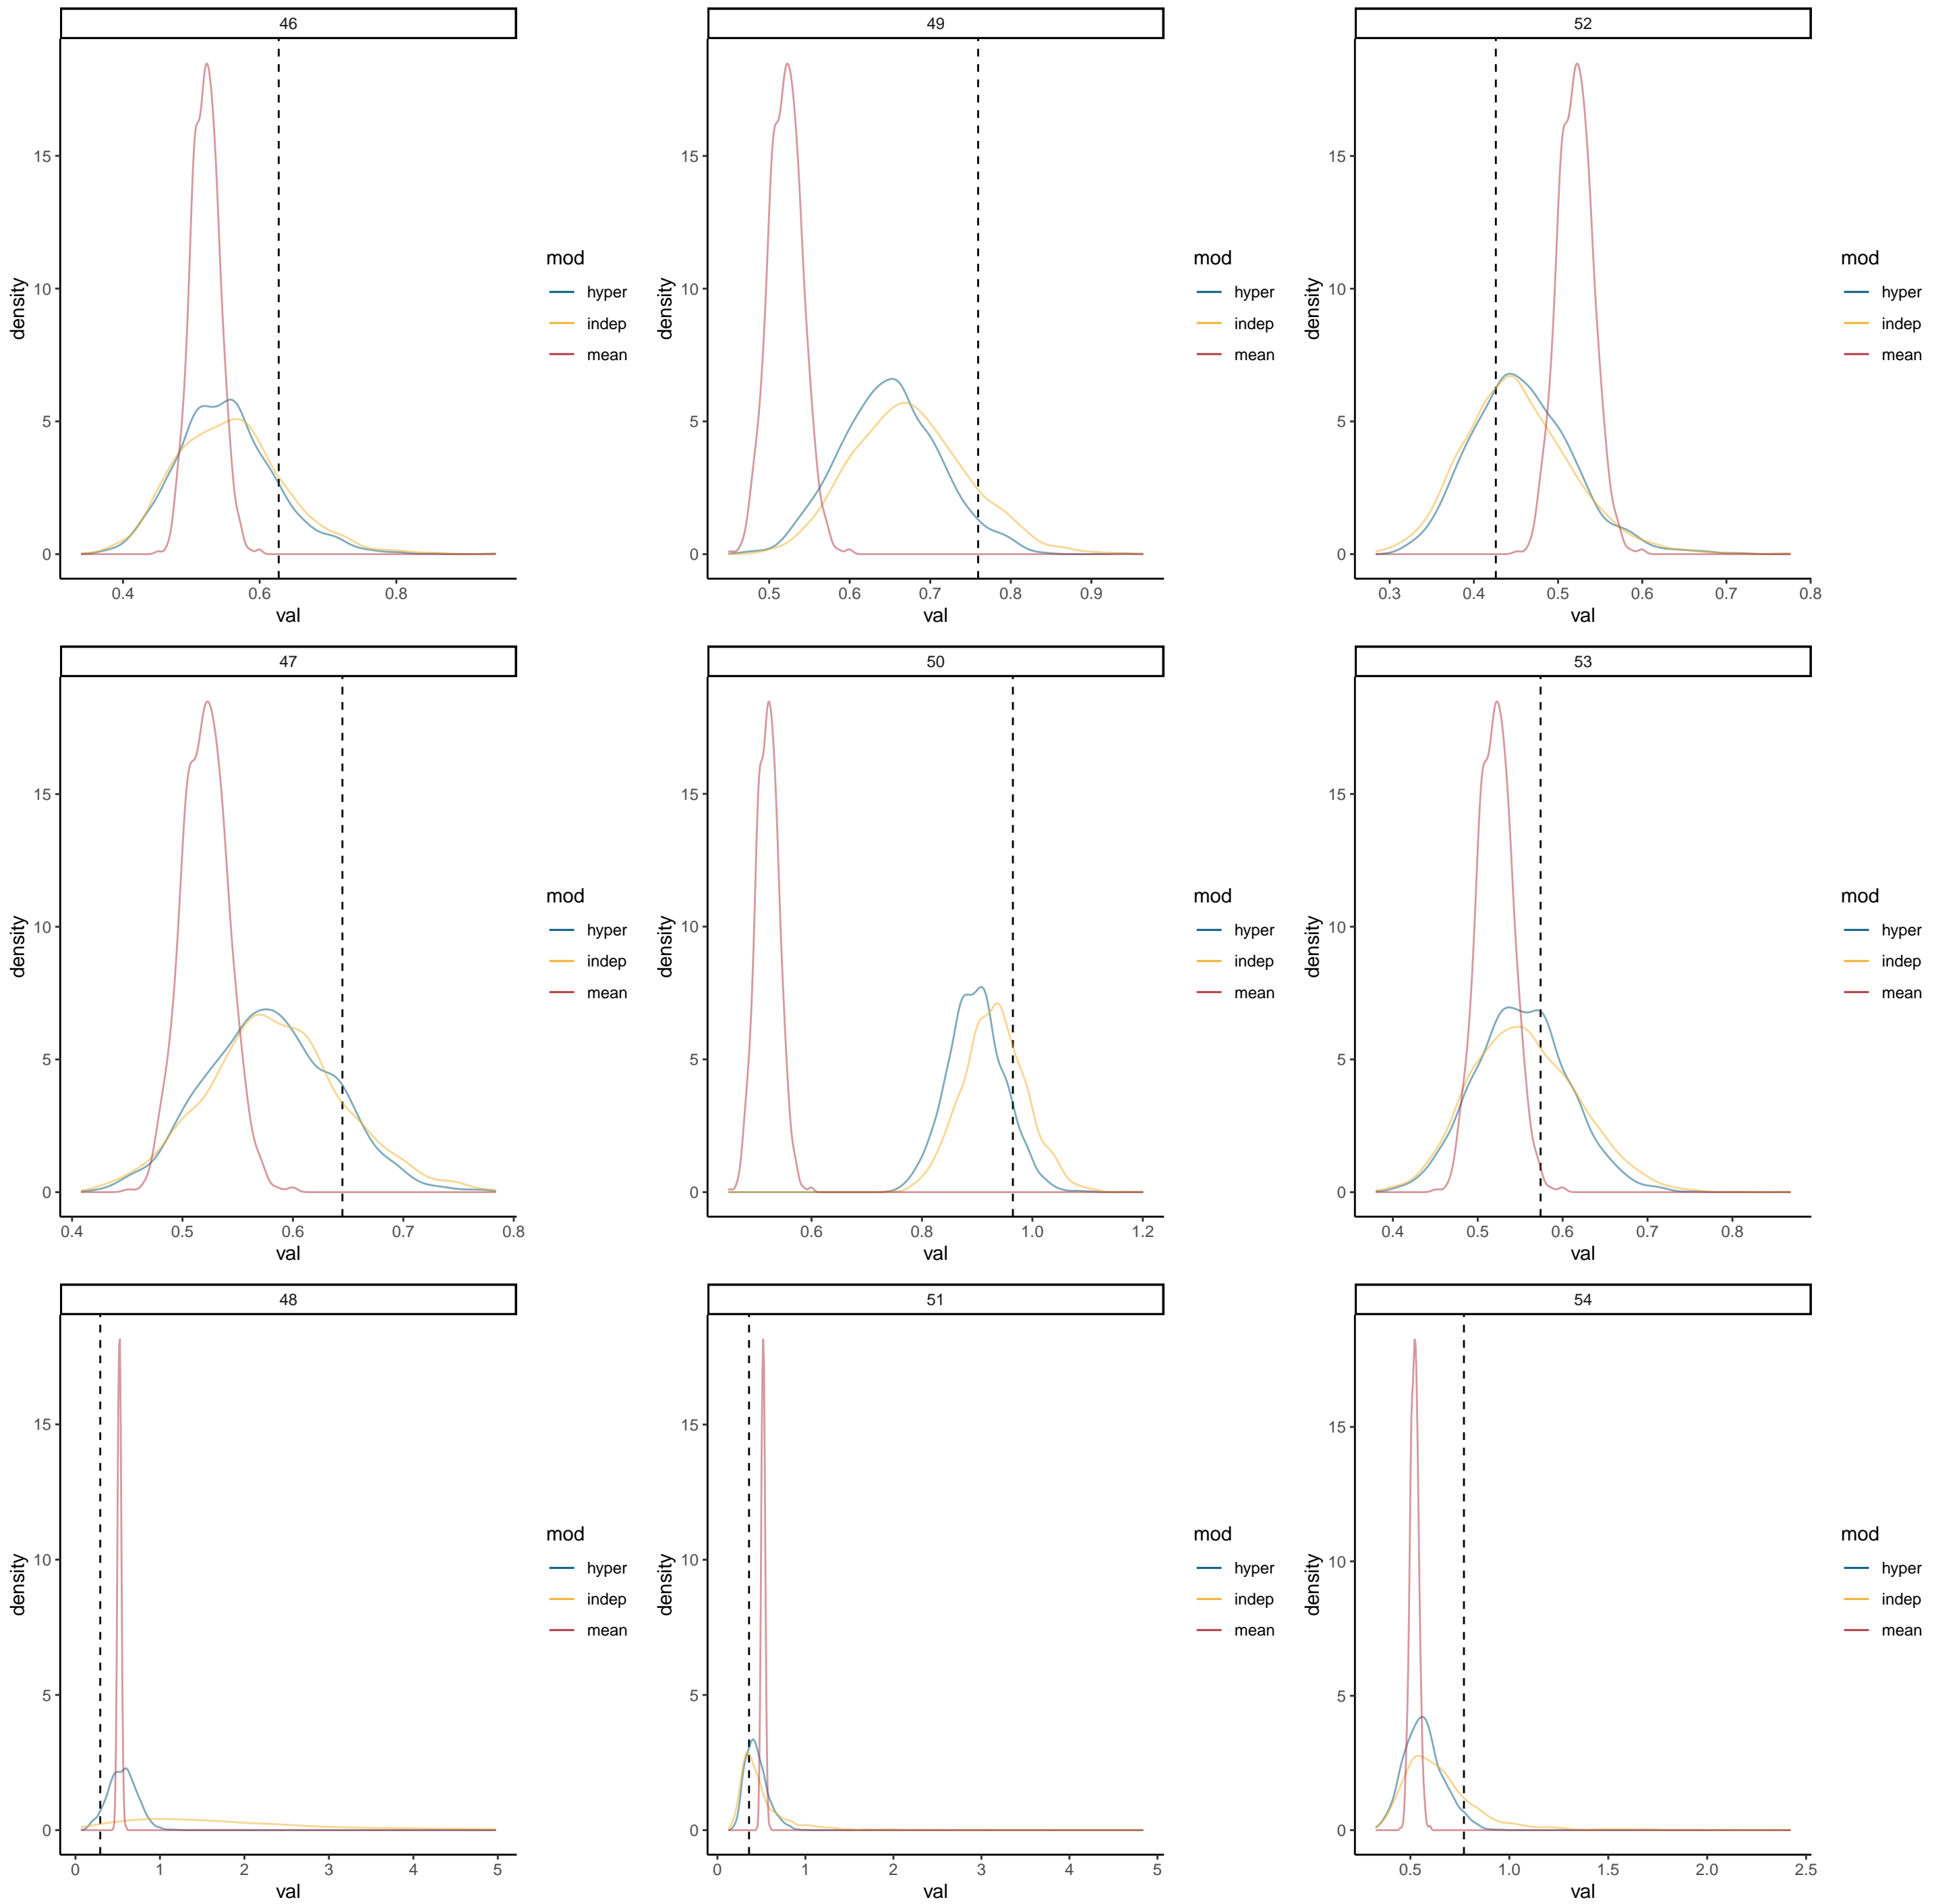 46
density
15
10
5
0
0.4 0.6 0.8
val
mod
hyper
indep
mean
49
density
15
10
5
0
0.5 0.6 0.7 0.8 0.9
val
mod
hyper
indep
mean
52
density
15
10
5
0
0.3 0.4 0.5 0.6 0.7 0.8
val
mod
hyper
indep
mean
47
density
15
10
5
0
0.4 0.5 0.6 0.7 0.8
val
mod
hyper
indep
mean
50
density
15
10
5
0
0.6 0.8 1.0 1.2
val
mod
hyper
indep
mean
53
density
15
10
5
0
0.4 0.5 0.6 0.7 0.8
val
mod
hyper
indep
mean
48
density
15
10
5
0
0 1 2 3 4 5
val
mod
hyper
indep
mean
51
density
15
10
5
0
0 1 2 3 4 5
val
mod
hyper
indep
mean
54
density
15
10
5
0
0.5 1.0 1.5 2.0 2.5
val
mod
hyper
indep
mean